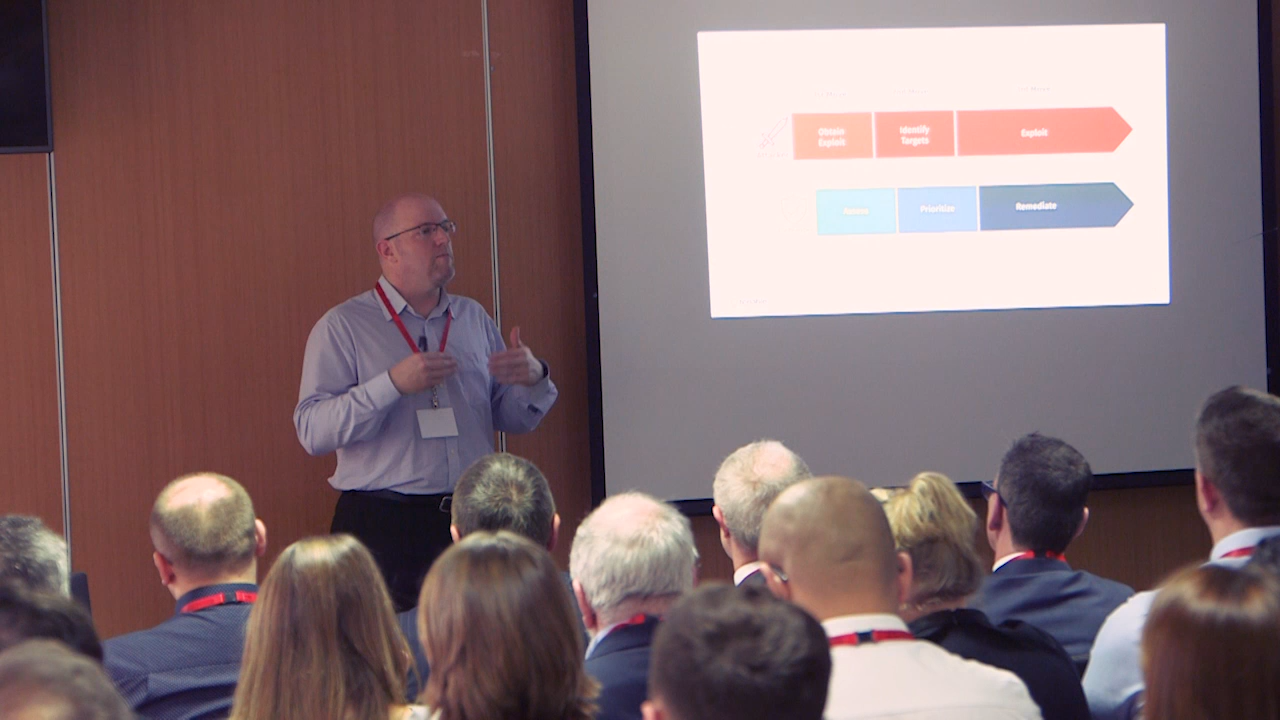 Obtain
Exploit
Identify
Targets
Exploit
Assess
Prioritize
Remediate